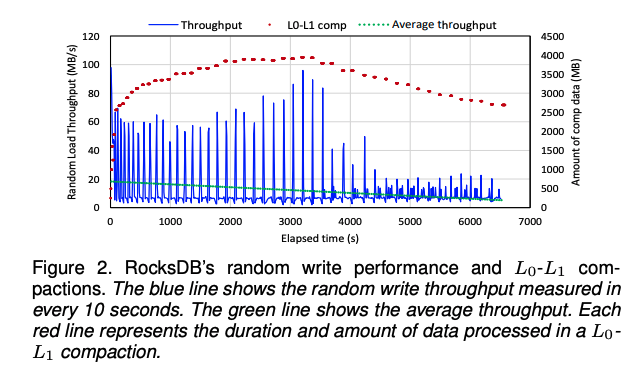 Throughput L0-L1 comp Average throughput
120
100
80
60
40
20
0
Random Load Throughput (MB/s)
4500
4000
3500
3000
2500
2000
1500
1000
500
0
Amount of comp data (MB)
0 1000 2000 3000 4000 5000 6000 7000
Elapsed time (s)
Figure 2. RocksDB's random write performance and L₀-L₁ com-
pactions. The blue line shows the random write throughput measured in
every 10 seconds. The green line shows the average throughput. Each
red line represents the duration and amount of data processed in a L₀-
L₁ compaction.